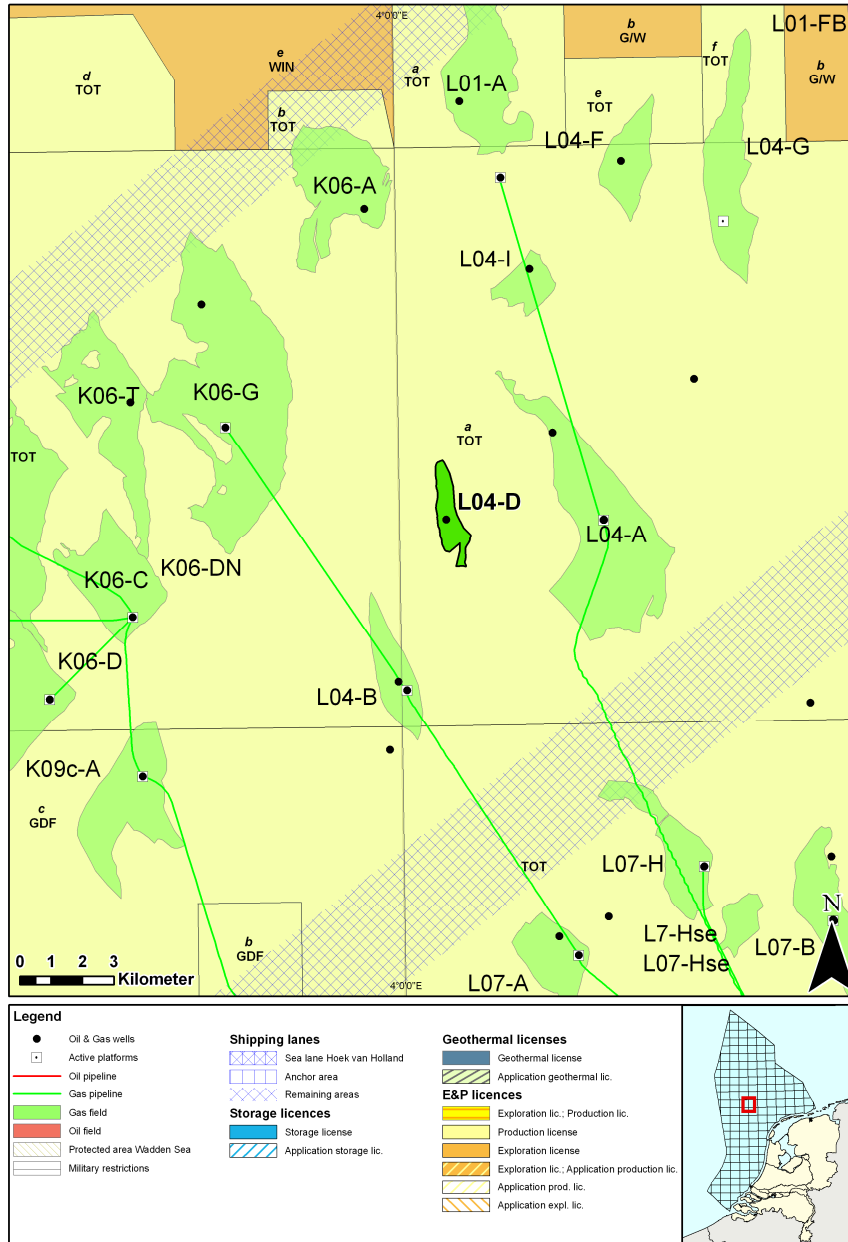 4°0'0"E
L01-FB
b
G/W
e
WIN
f
TOT
b
G/W
d
TOT
a
TOT
L01-A
e
TOT
b
TOT
L04-F
L04-G
K06-A
L04-I
K06-T
K06-G
a
TOT
TOT
L04-D
L04-A
K06-C
K06-DN
K06-D
L04-B
K09c-A
c
GDF
TOT
L07-H
b
GDF
N
L7-Hse
L07-B
L07-Hse
0 1 2 3
Kilometer
4°0'0"E
L07-A
Legend
Oil & Gas wells
Active platforms
Oil pipeline
Gas pipeline
Gas field
Oil field
Protected area Wadden Sea
Military restrictions
Shipping lanes
Sea lane Hoek van Holland
Anchor area
Remaining areas
Storage licences
Storage license
Application storage lic.
Geothermal licenses
Geothermal license
Application geothermal lic.
E&P licences
Exploration lic.; Production lic.
Production license
Exploration license
Exploration lic.; Application production lic.
Application prod. lic.
Application expl. lic.